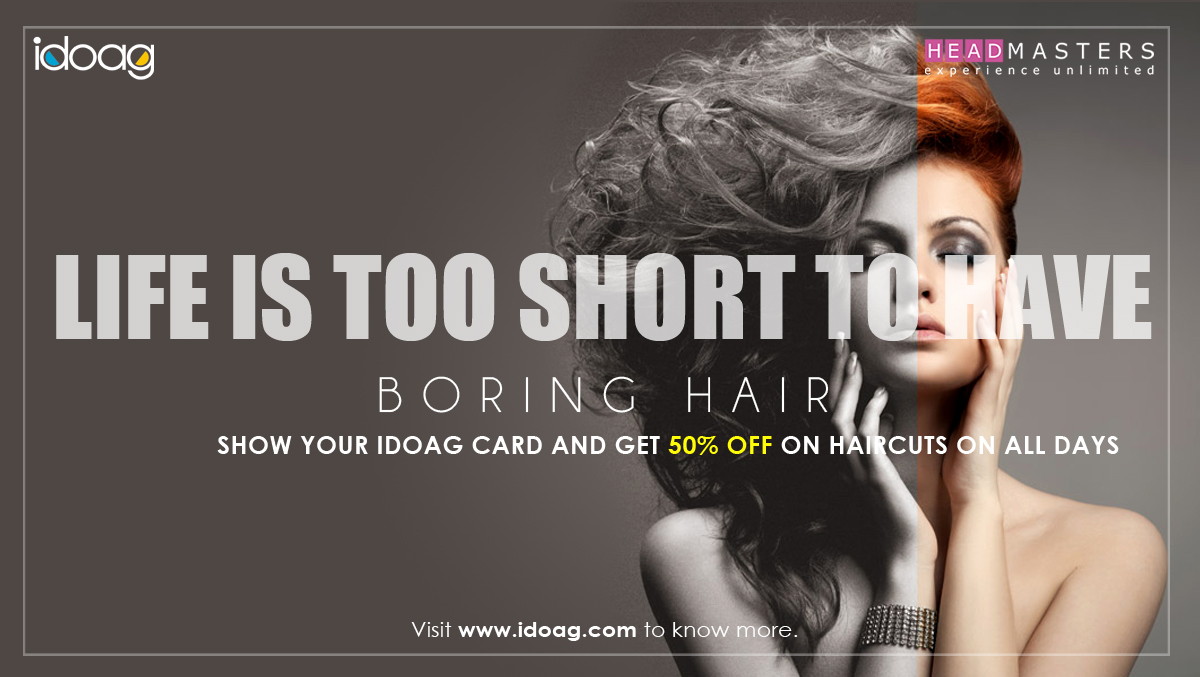 idoag
HEADMASTERS
experience unlimited
LIFE IS TOO SHORT TO HAVE
BORING HAIR
SHOW YOUR IDOAG CARD AND GET 50% OFF ON HAIRCUTS ON ALL DAYS
Visit www.idoag.com to know more.